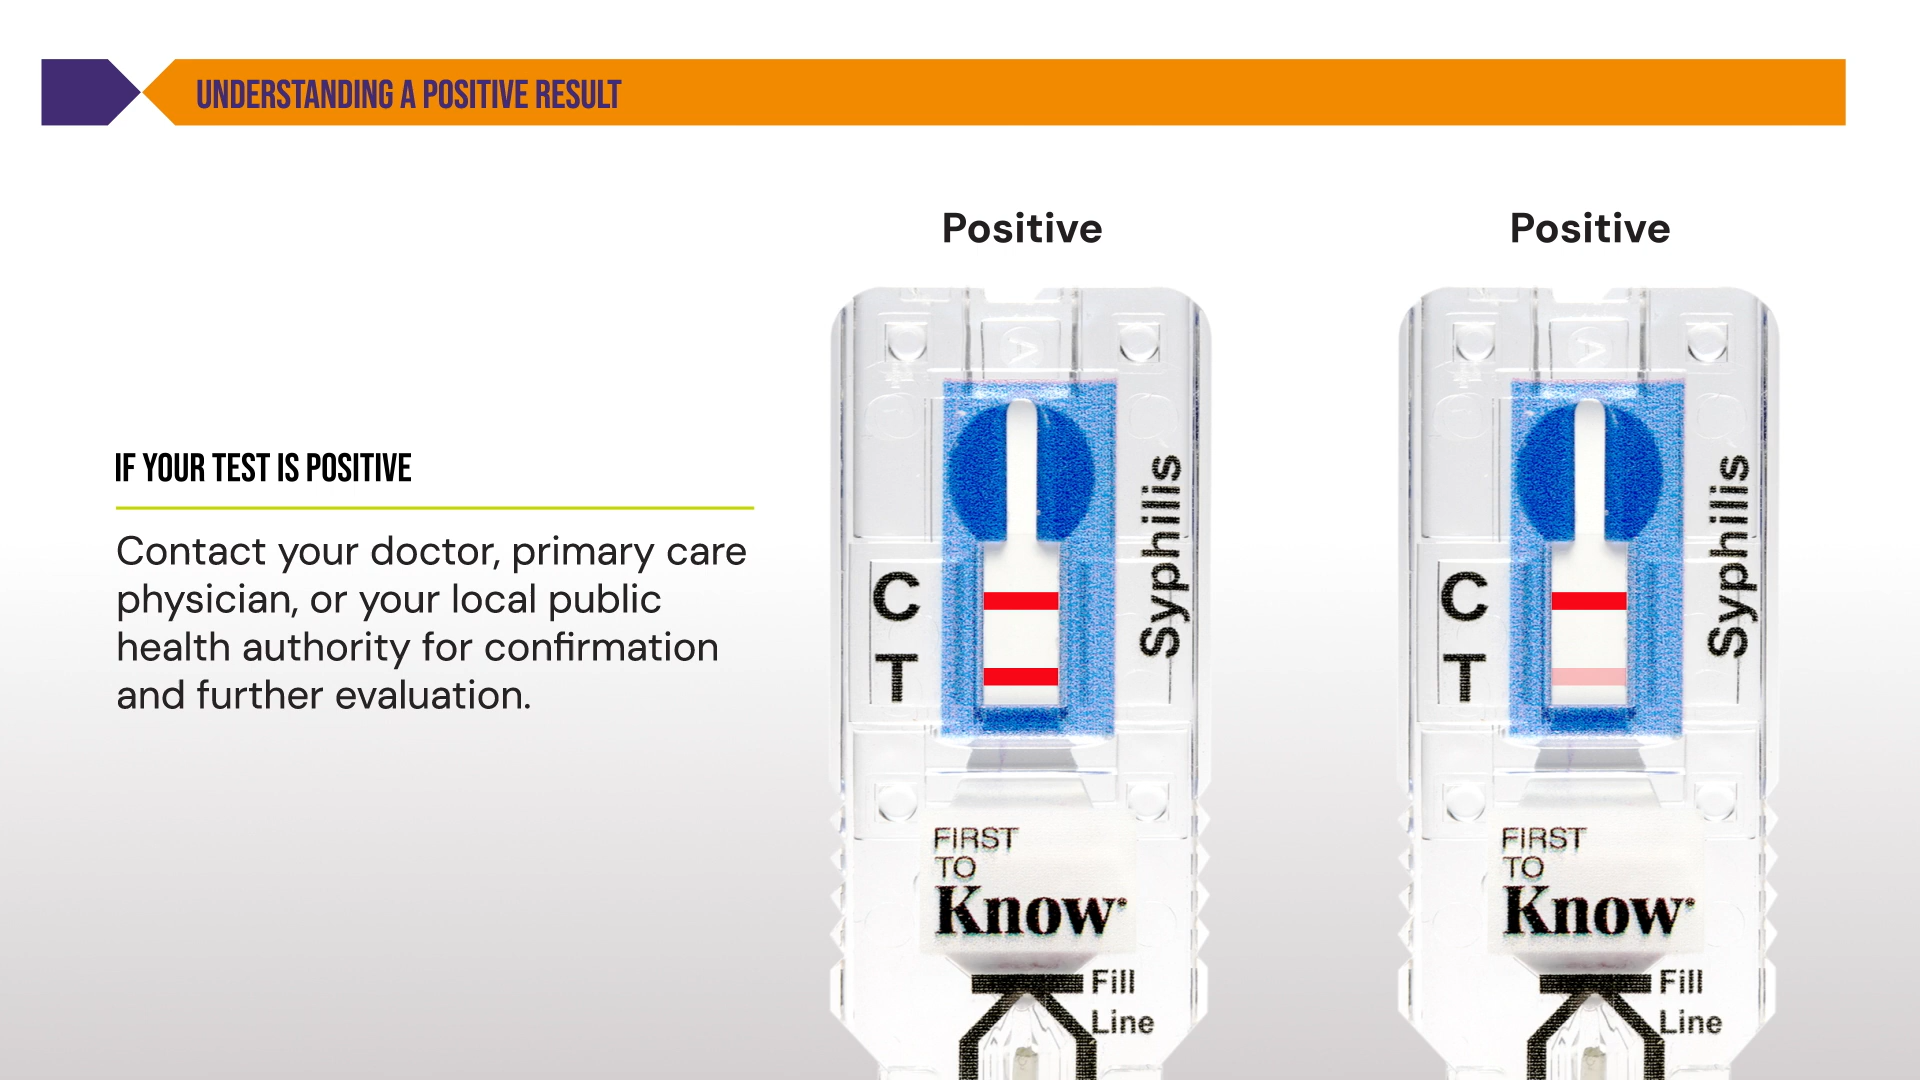 UNDERSTANDING A POSITIVE RESULT
Positive
Positive
IF YOUR TEST IS POSITIVE
Contact your doctor, primary care
physician, or your local public
health authority for confirmation
and further evaluation.
C
T
Syphilis
FIRST
TO
Know
Fill
Line
C
T
Syphilis
FIRST
TO
Know
Fill
Line